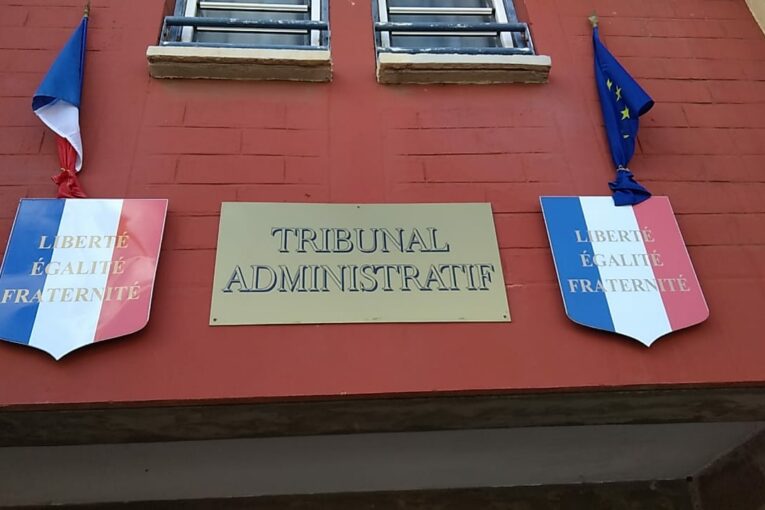 LIBERTÉ
ÉGALITÉ
FRATERNITÉ
TRIBUNAL
ADMINISTRATIF
LIBERTÉ
ÉGALITÉ
FRATERNITÉ